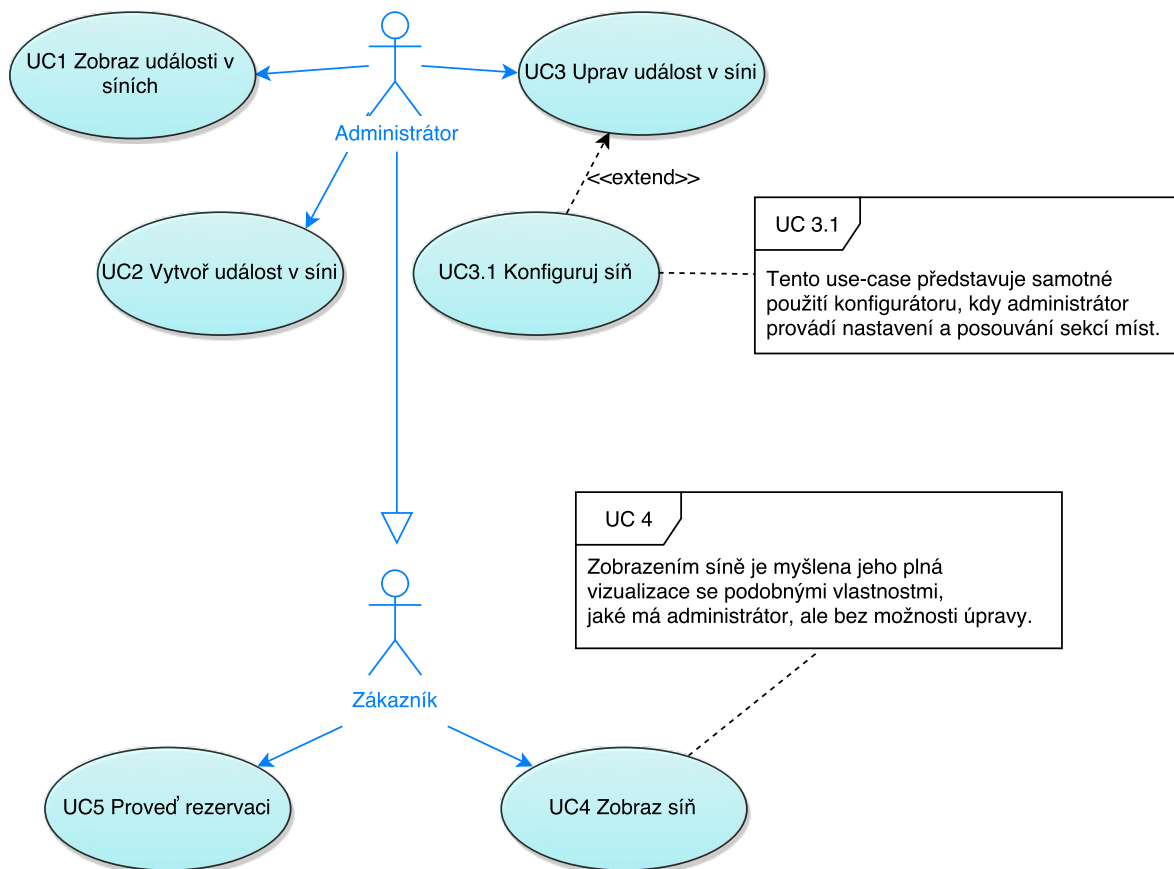 UC1 Zobraz události v
síních
UC3 Uprav událost v síni
Administrátor
<<extend>>
UC2 Vytvoř událost v síni
UC3.1 Konfiguruj síň
UC 3.1
Tento use-case představuje samotné
použití konfigurátoru, kdy administrátor
provádí nastavení a posouvání sekcí míst.
UC 4
Zobrazením síně je myšlena jeho plná
vizualizace se podobnými vlastnostmi,
jaké má administrátor, ale bez možnosti úpravy.
Zákazník
UC5 Proveď rezervaci
UC4 Zobraz síň